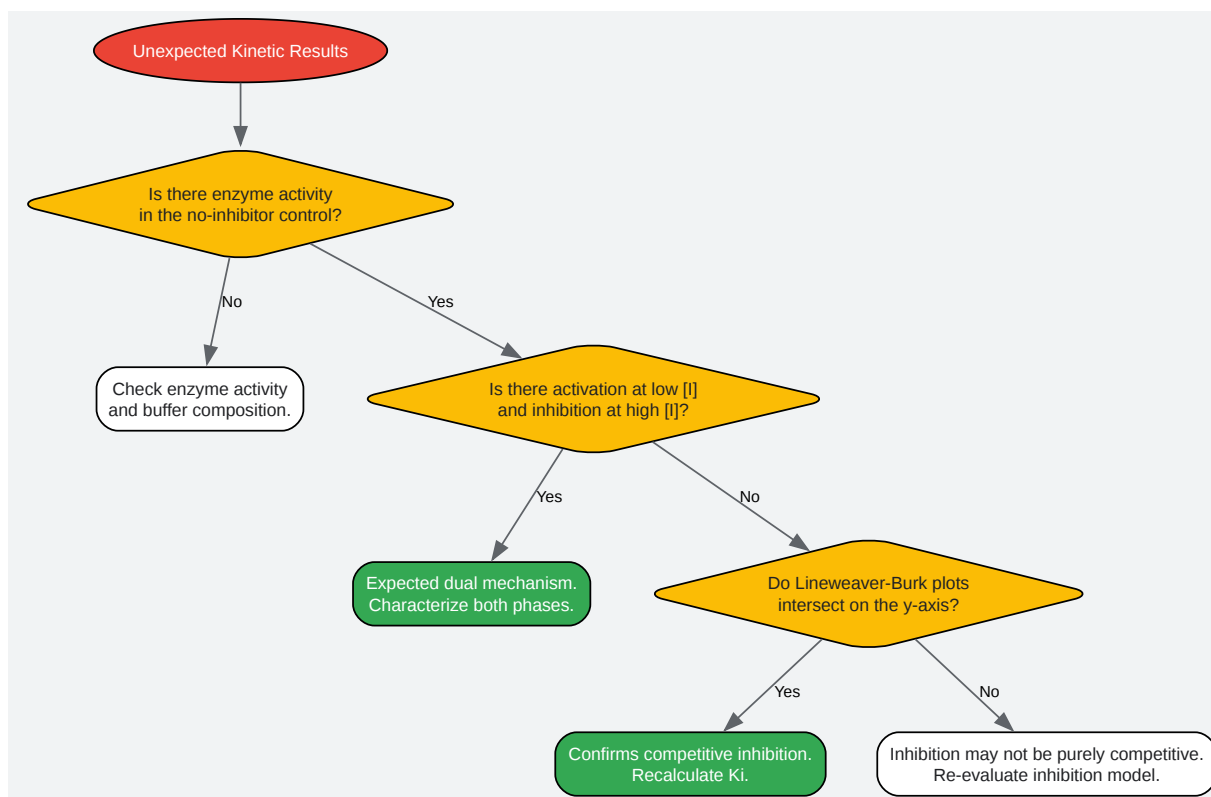 Unexpected Kinetic Results
Is there enzyme activity
in the no-inhibitor control?
No
Yes
Check enzyme activity
and buffer composition.
Is there activation at low [I]
and inhibition at high [I]?
Yes
No
Expected dual mechanism.
Characterize both phases.
Do Lineweaver-Burk plots
intersect on the y-axis?
Yes
No
Confirms competitive inhibition.
Recalculate Ki.
Inhibition may not be purely competitive.
Re-evaluate inhibition model.